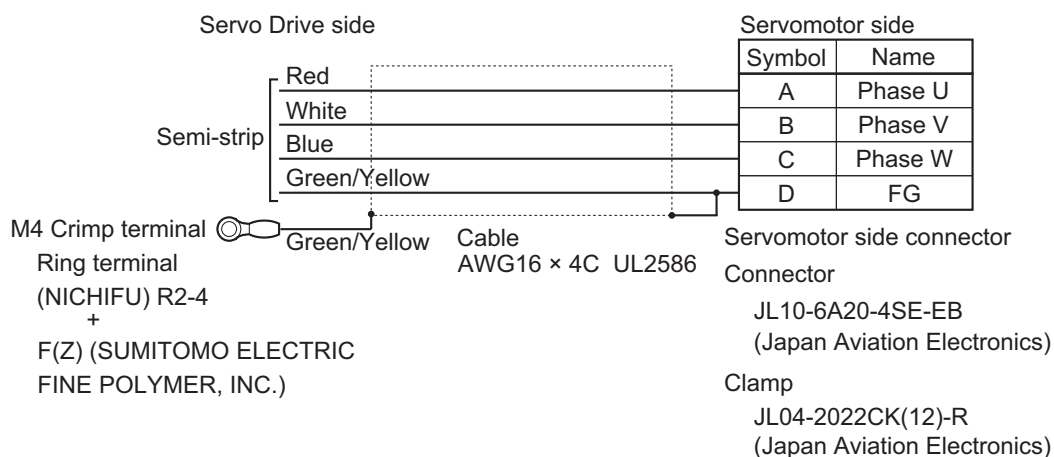 Servo Drive side
Servomotor side
Symbol Name
Red
A Phase U
White
B Phase V
Semi-strip
Blue
C Phase W
Green/Yellow
D FG
M4 Crimp terminal
Green/Yellow
Ring terminal
(NICHIFU) R2-4
+
F(Z) (SUMITOMO ELECTRIC
FINE POLYMER, INC.)
Cable
AWG16 × 4C UL2586
Servomotor side connector
Connector
JL10-6A20-4SE-EB
(Japan Aviation Electronics)
Clamp
JL04-2022CK(12)-R
(Japan Aviation Electronics)